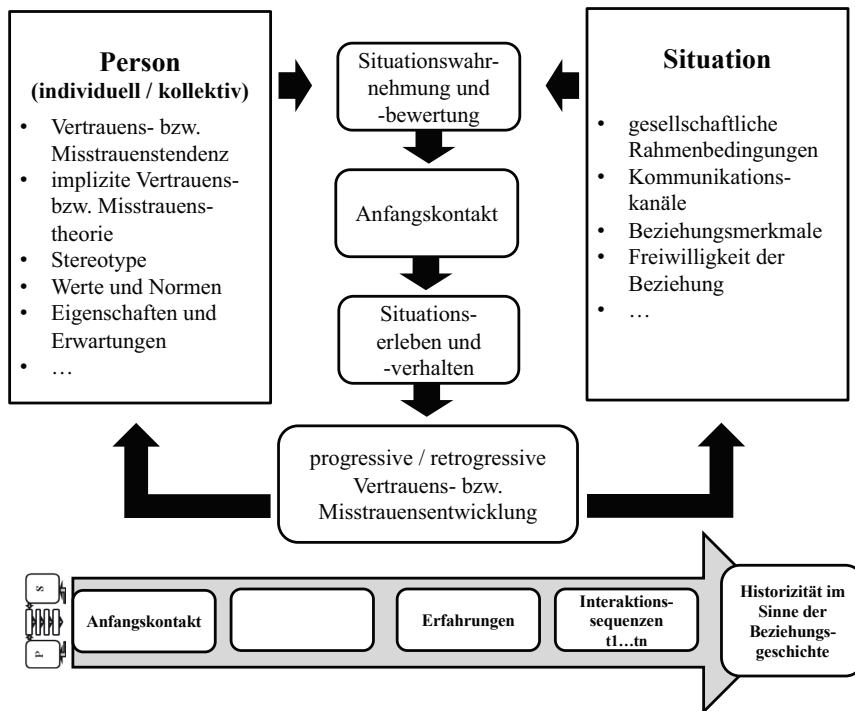 Person
(individuell / kollektiv)
• Vertrauens- bzw.
Misstrauenstendenz
• implizite Vertrauens-
bzw. Misstrauens-
theorie
• Stereotype
• Werte und Normen
• Eigenschaften und
Erwartungen
• …
Situationswahr-
nehmung und
-bewertung
Anfangskontakt
Situations-
erleben und
-verhalten
progressive / retrogressive
Vertrauens- bzw.
Misstrauensentwicklung
Situation
• gesellschaftliche
Rahmenbedingungen
• Kommunikations-
kanäle
• Beziehungsmerkmale
• Freiwilligkeit der
Beziehung
• …
S
P
Anfangskontakt
Erfahrungen
Interaktions-
sequenzen
t1…tn
Historizität im
Sinne der
Beziehungs-
geschichte